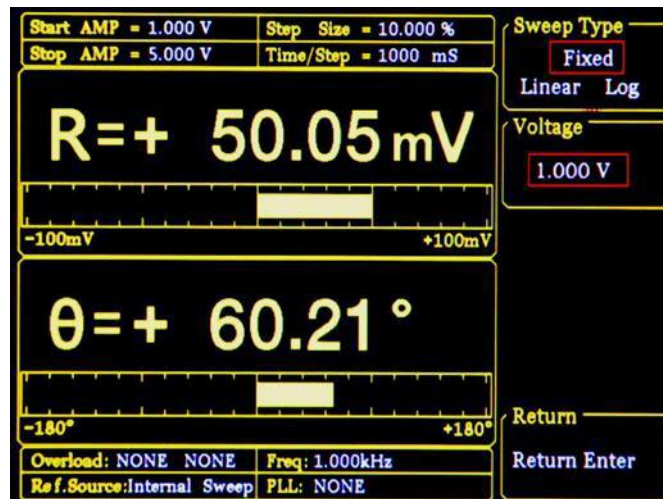 Start AMP = 1.000 V
Step Size = 10.000 %
Stop AMP = 5.000 V
Time/Step = 1000 mS
R=+ 50.05 mV
-100mV
+100mV
θ=+ 60.21 °
-180°
+180°
Overload: NONE NONE
Freq: 1.000kHz
Ref.Source:Internal Sweep
PLL: NONE
Sweep Type
Fixed
Linear Log
Voltage
1.000 V
Return
Return Enter